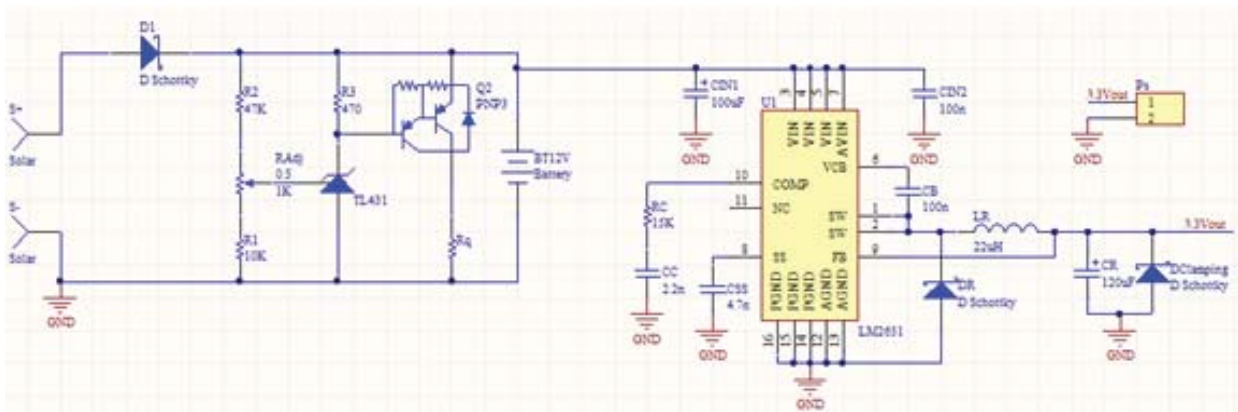 D1
D Schottky
S+
Solar
S-
Solar
GND
R2
47K
RAdj
0.5
1K
R1
10K
R3
470
TL431
Q2
PNP3
BT12V
Battery
CIN1
100uF
GND
U1
3
4
5
7
VIN
VIN
VIN
AVIN
CIN2
100n
GND
Ps
3.3Vout
1
2
GND
10
COMP
11
NC
8
SS
6
VCB
1
SW
2
SW
9
FB
CB
100n
LR
22uH
3.3Vout
RC
15K
CC
2.2n
GND
CSS
4.7n
GND
PGND
PGND
PGND
AGND
AGND
16
15
14
12
13
LM2651
GND
DR
D Schottky
CR
120uF
DClamping
D Schottky
GND